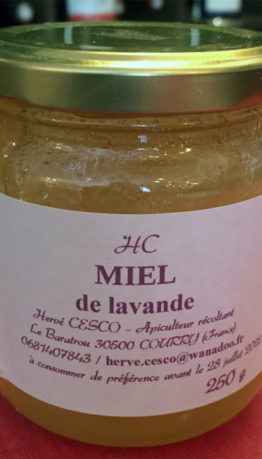 HC
MIEL
de lavande
Hervé CESCO - Apiculteur récoltant
Le Baratrou 30500 COURRY (France)
0681407843 / herve.cesco@wanadoo.fr
à consommer de préférence avant le 28 juillet
250 g